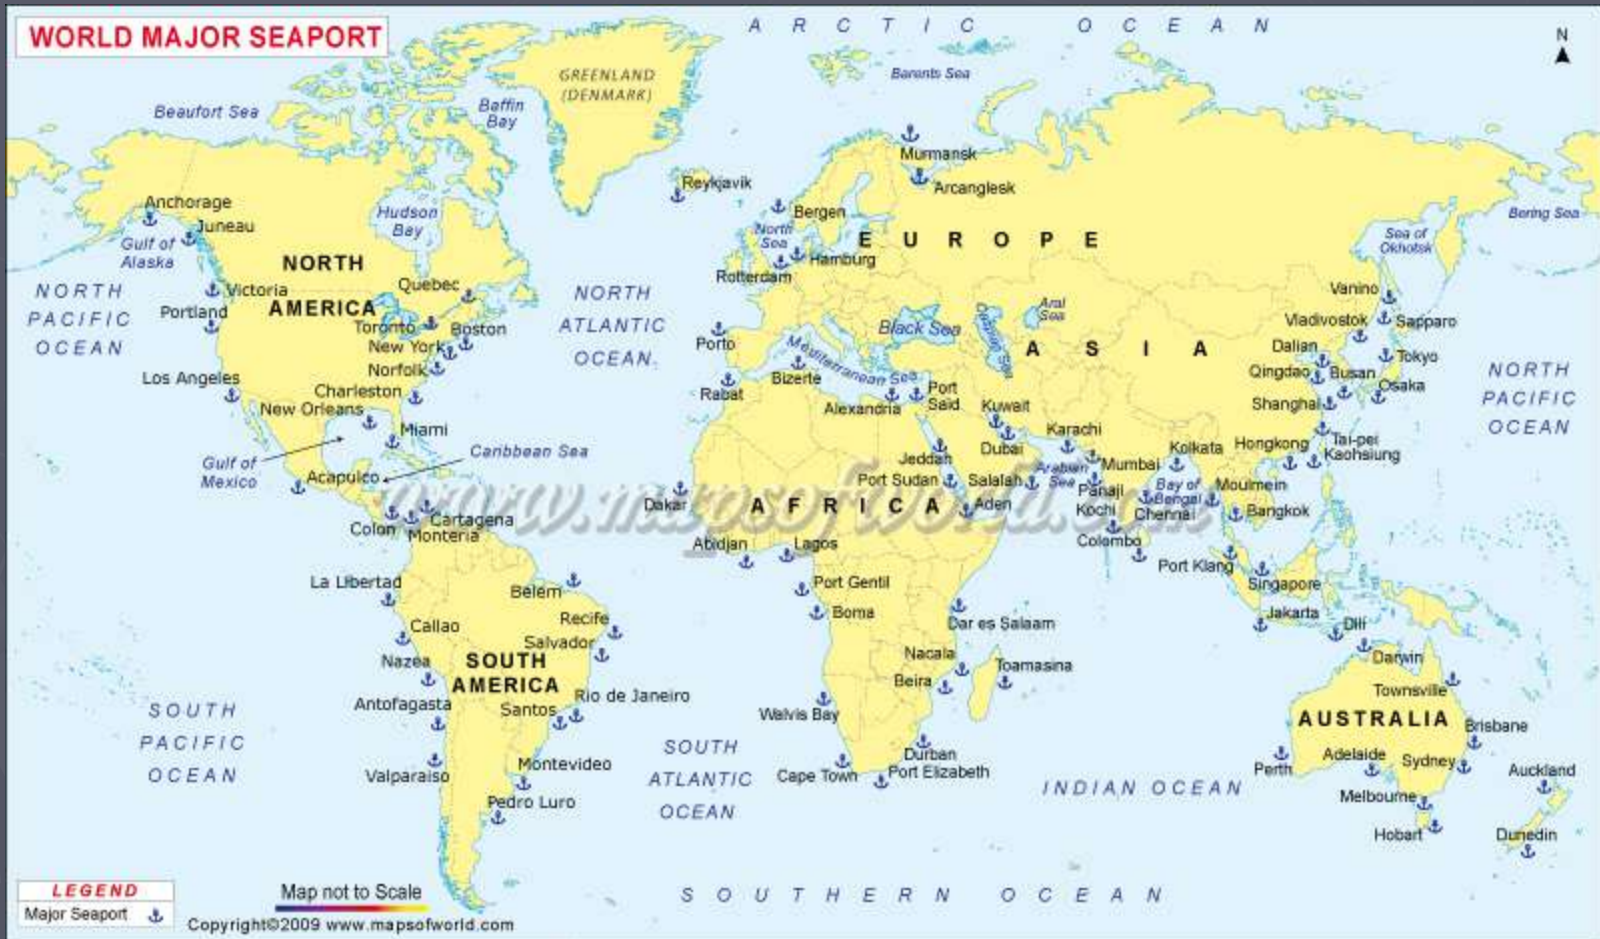 WORLD MAJOR SEAPORT
ARCTIC OCEAN
N
Beaufort Sea
Baffin
Bay
GREENLAND
(DENMARK)
Barents Sea
Murmansk
Arcanglesk
Reykjavik
Anchorage
Juneau
Gulf of
Alaska
Hudson
Bay
Bergen
North
Sea
EUROPE
Bering Sea
Sea of
Okhotsk
NORTH
AMERICA
Hamburg
Rotterdam
Quebec
Victoria
Portland
NORTH
PACIFIC
OCEAN
NORTH
ATLANTIC
OCEAN.
Toronto
Boston
New York
Norfolk
Charleston
Los Angeles
New Orleans
Miami
Gulf of
Mexico
Caribbean Sea
Acapulco
Porto
Rabat
Bizerte
Mediterranean Sea
Black Sea
Caspian Sea
Aral
Sea
ASIA
Vanino
Vladivostok
Sapparo
Dalian
Tokyo
Qingdao
Busan
Osaka
Shanghai
NORTH
PACIFIC
OCEAN
Alexandria
Port
Said
Kuwait
Dubai
Karachi
Kolkata
Hongkong
Tai-pei
Kaohsiung
Jeddah
Port Sudan
Salalah
Arabian
Sea
Mumbai
Panaji
Bay of
Bengal
Moulmein
Dakar
AFRICA
Aden
Kochi
Chennai
Bangkok
www.mapsofworld.com
Colon
Cartagena
Monteria
Abidjan
Lagos
Colombo
Port Klang
Singapore
La Libertad
Belem
Port Gentil
Boma
Dar es Salaam
Jakarta
Dili
Callao
Recife
Salvador
Nazea
SOUTH
AMERICA
Nacala
Beira
Toamasina
Darwin
Townsville
Antofagasta
Santos
Rio de Janeiro
Walvis Bay
AUSTRALIA
Brisbane
SOUTH
PACIFIC
OCEAN
SOUTH
ATLANTIC
OCEAN
Valparaiso
Montevideo
Cape Town
Durban
Port Elizabeth
INDIAN OCEAN
Perth
Adelaide
Sydney
Auckland
Pedro Luro
Melbourne
Hobart
Dunedin
SOUTHERN OCEAN
LEGEND
Major Seaport
Map not to Scale
Copyright©2009 www.mapsofworld.com